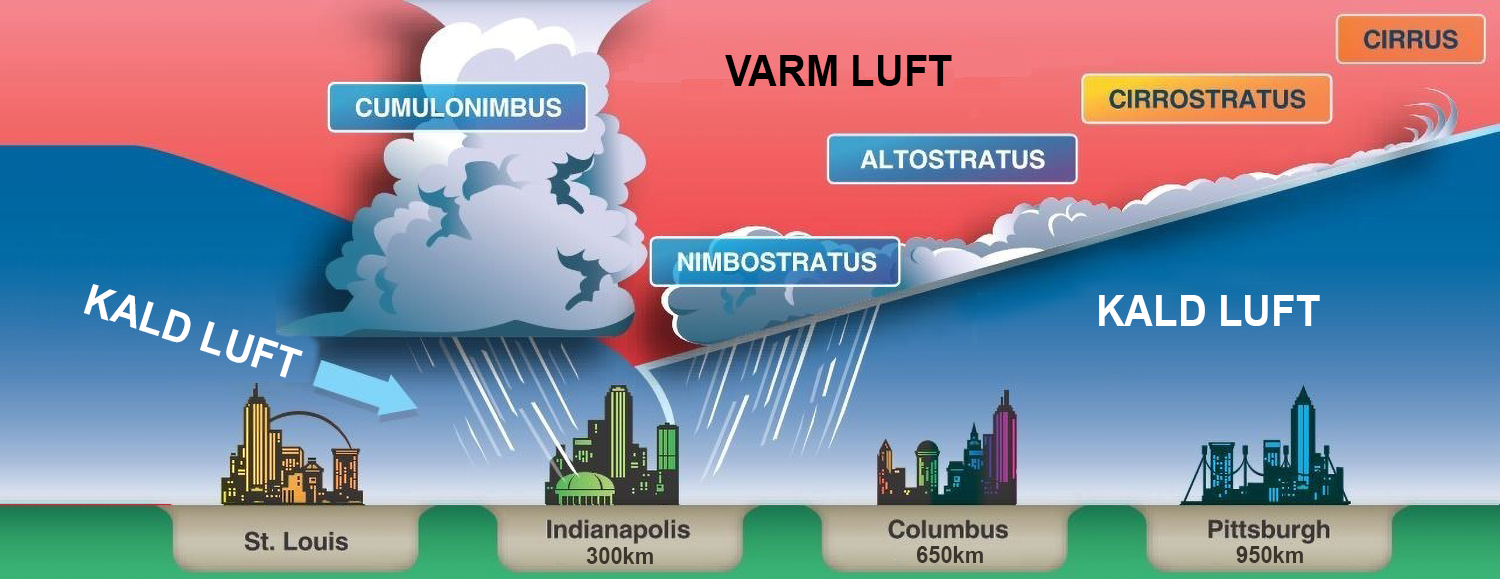 CIRRUS
VARM LUFT
CIRROSTRATUS
CUMULONIMBUS
ALTOSTRATUS
NIMBOSTRATUS
KALD LUFT
KALD LUFT
St. Louis
Indianapolis
300km
Columbus
650km
Pittsburgh
950km